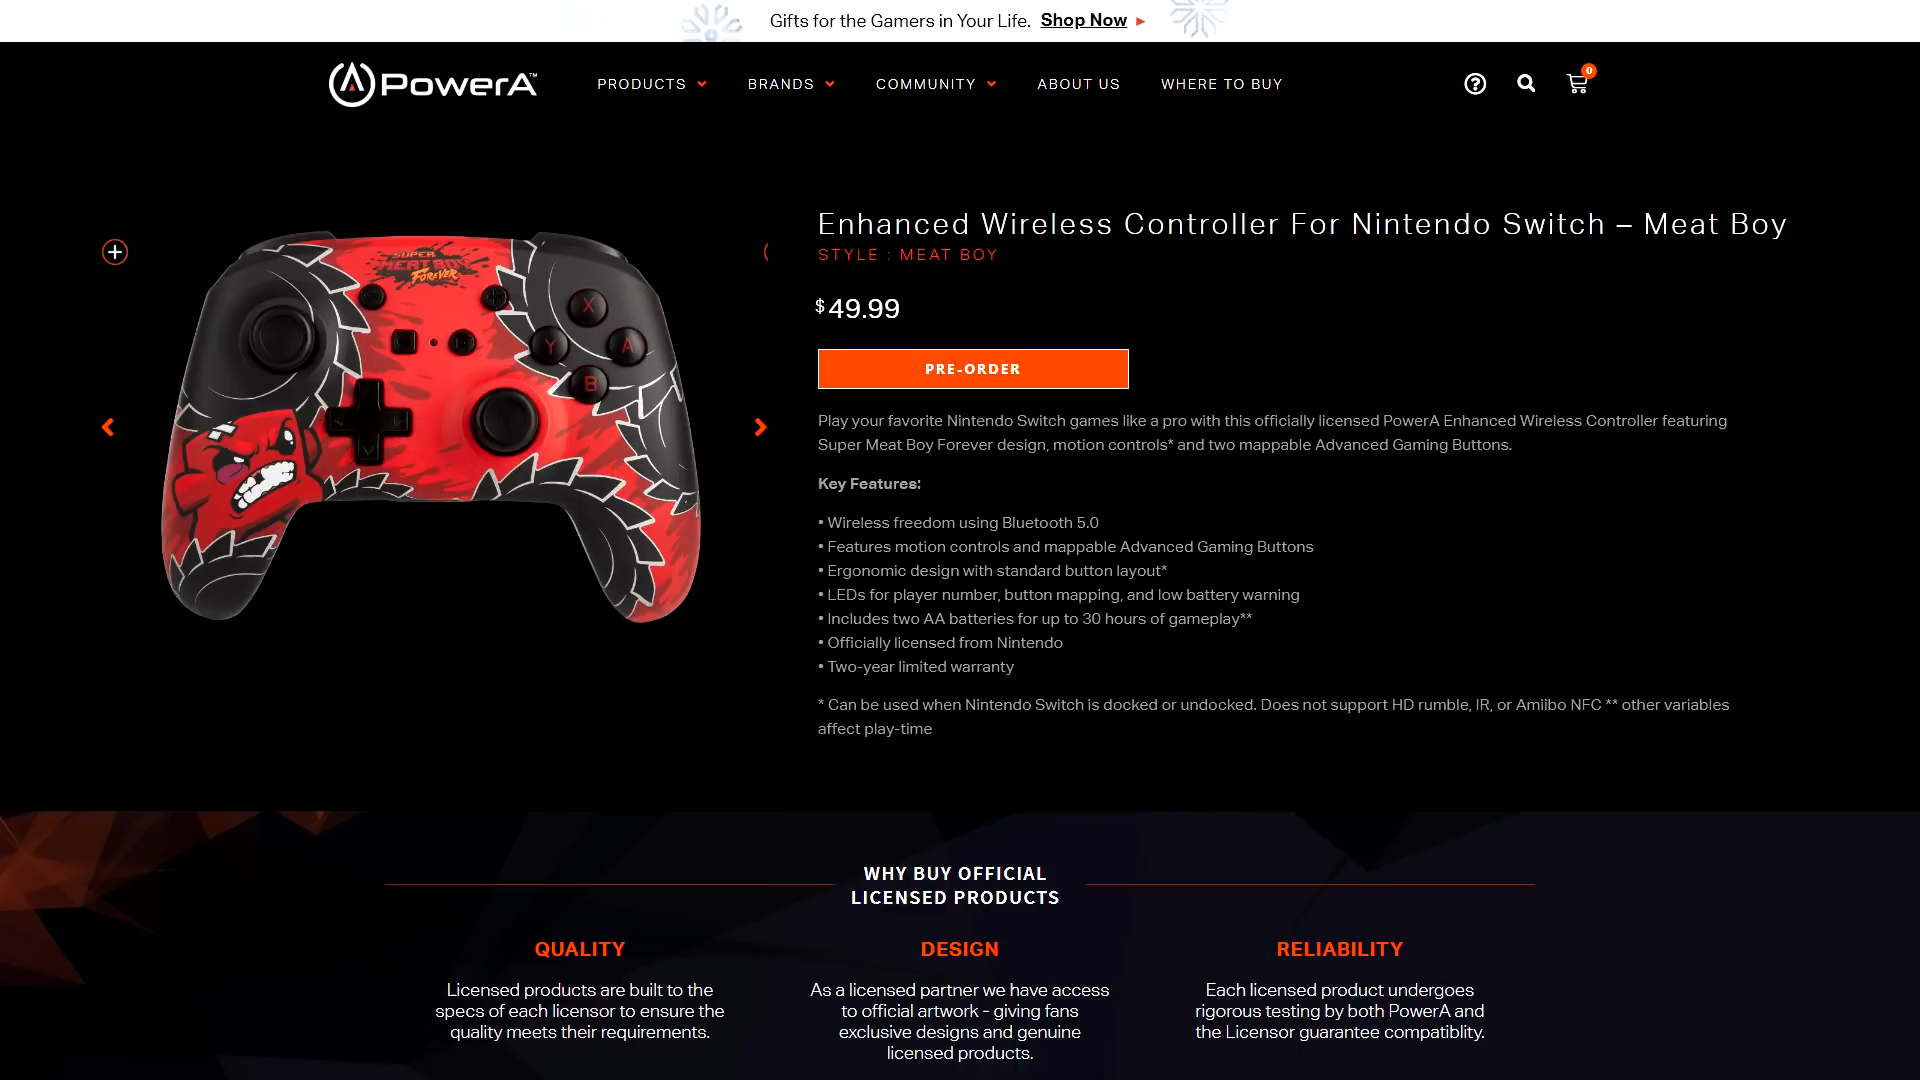 Gifts for the Gamers in Your Life. Shop Now
PowerA™
PRODUCTS
BRANDS
COMMUNITY
ABOUT US
WHERE TO BUY
0
Enhanced Wireless Controller For Nintendo Switch – Meat Boy
STYLE : MEAT BOY
$49.99
PRE-ORDER
Play your favorite Nintendo Switch games like a pro with this officially licensed PowerA Enhanced Wireless Controller featuring
Super Meat Boy Forever design, motion controls* and two mappable Advanced Gaming Buttons.
Key Features:
• Wireless freedom using Bluetooth 5.0
• Features motion controls and mappable Advanced Gaming Buttons
• Ergonomic design with standard button layout*
• LEDs for player number, button mapping, and low battery warning
• Includes two AA batteries for up to 30 hours of gameplay**
• Officially licensed from Nintendo
• Two-year limited warranty
* Can be used when Nintendo Switch is docked or undocked. Does not support HD rumble, IR, or Amiibo NFC ** other variables
affect play-time
SUPER
MEAT BOY
FOREVER
X
Y
A
B
WHY BUY OFFICIAL
LICENSED PRODUCTS
QUALITY
Licensed products are built to the
specs of each licensor to ensure the
quality meets their requirements.
DESIGN
As a licensed partner we have access
to official artwork - giving fans
exclusive designs and genuine
licensed products.
RELIABILITY
Each licensed product undergoes
rigorous testing by both PowerA and
the Licensor guarantee compatiblity.